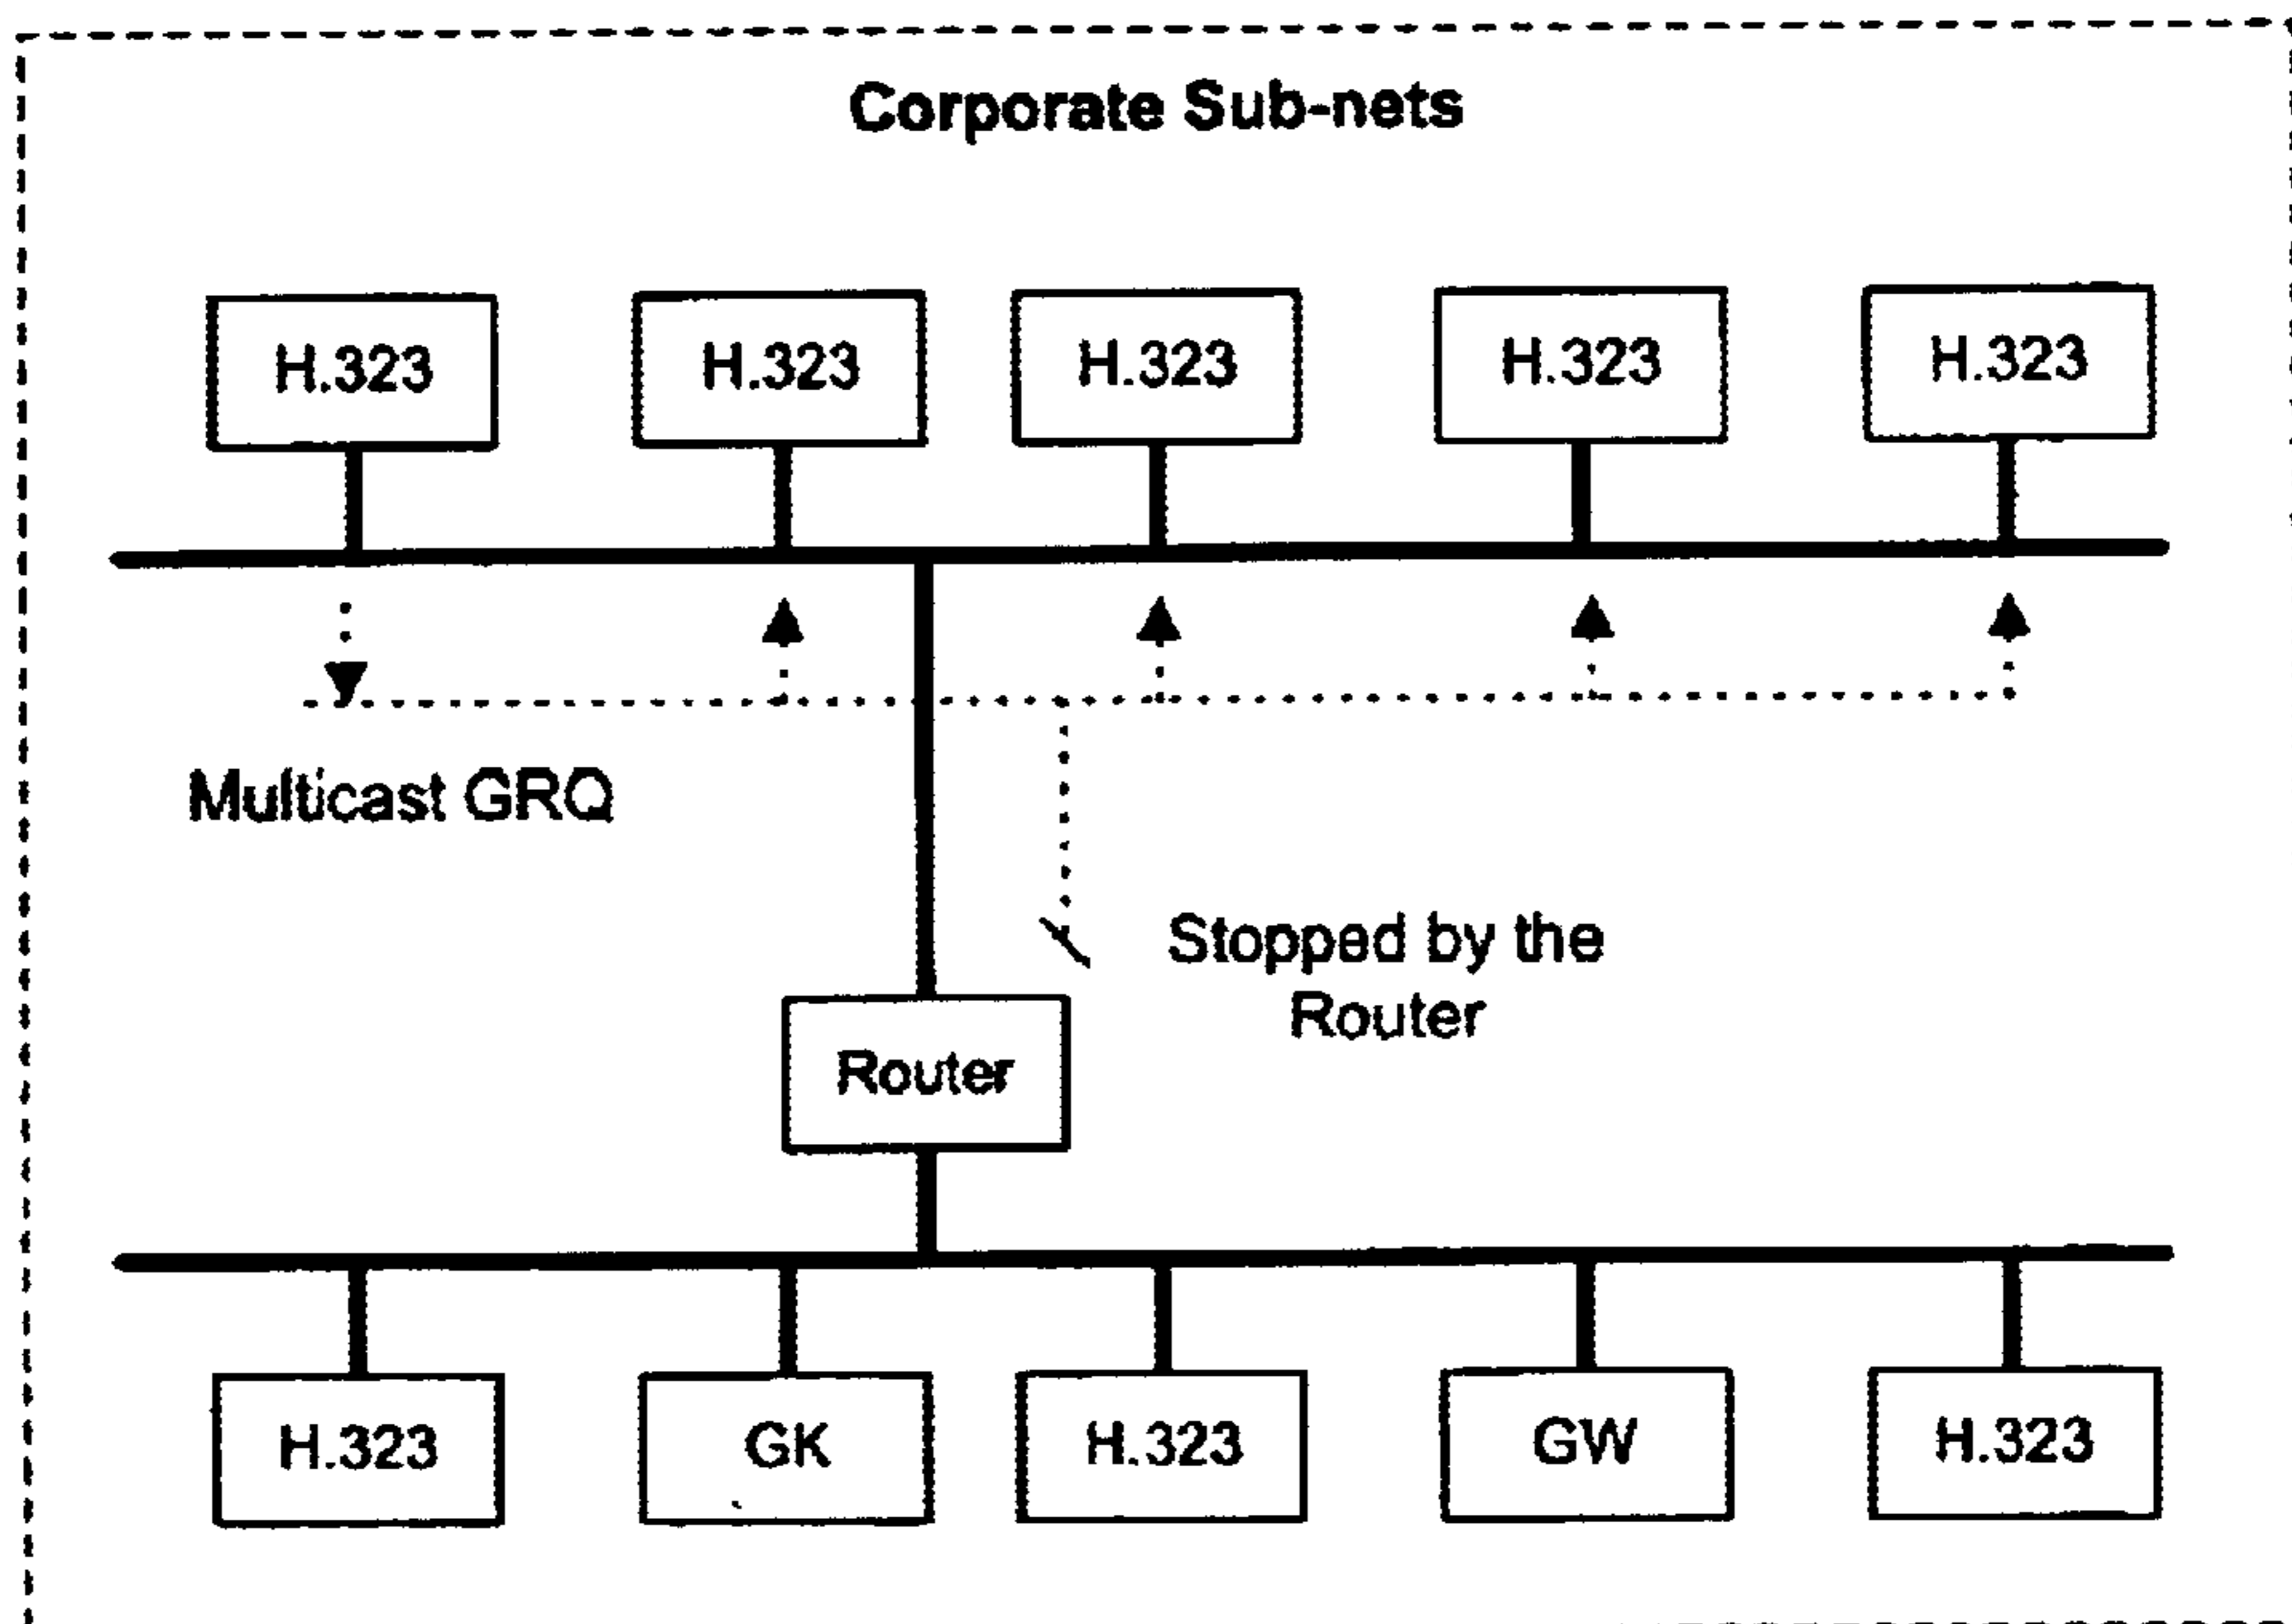 Corporate Sub-nets
H.323
H.323
H.323
H.323
H.323
Multicast GRQ
Stopped by the
Router
Router
H.323
GK
H.323
GW
H.323